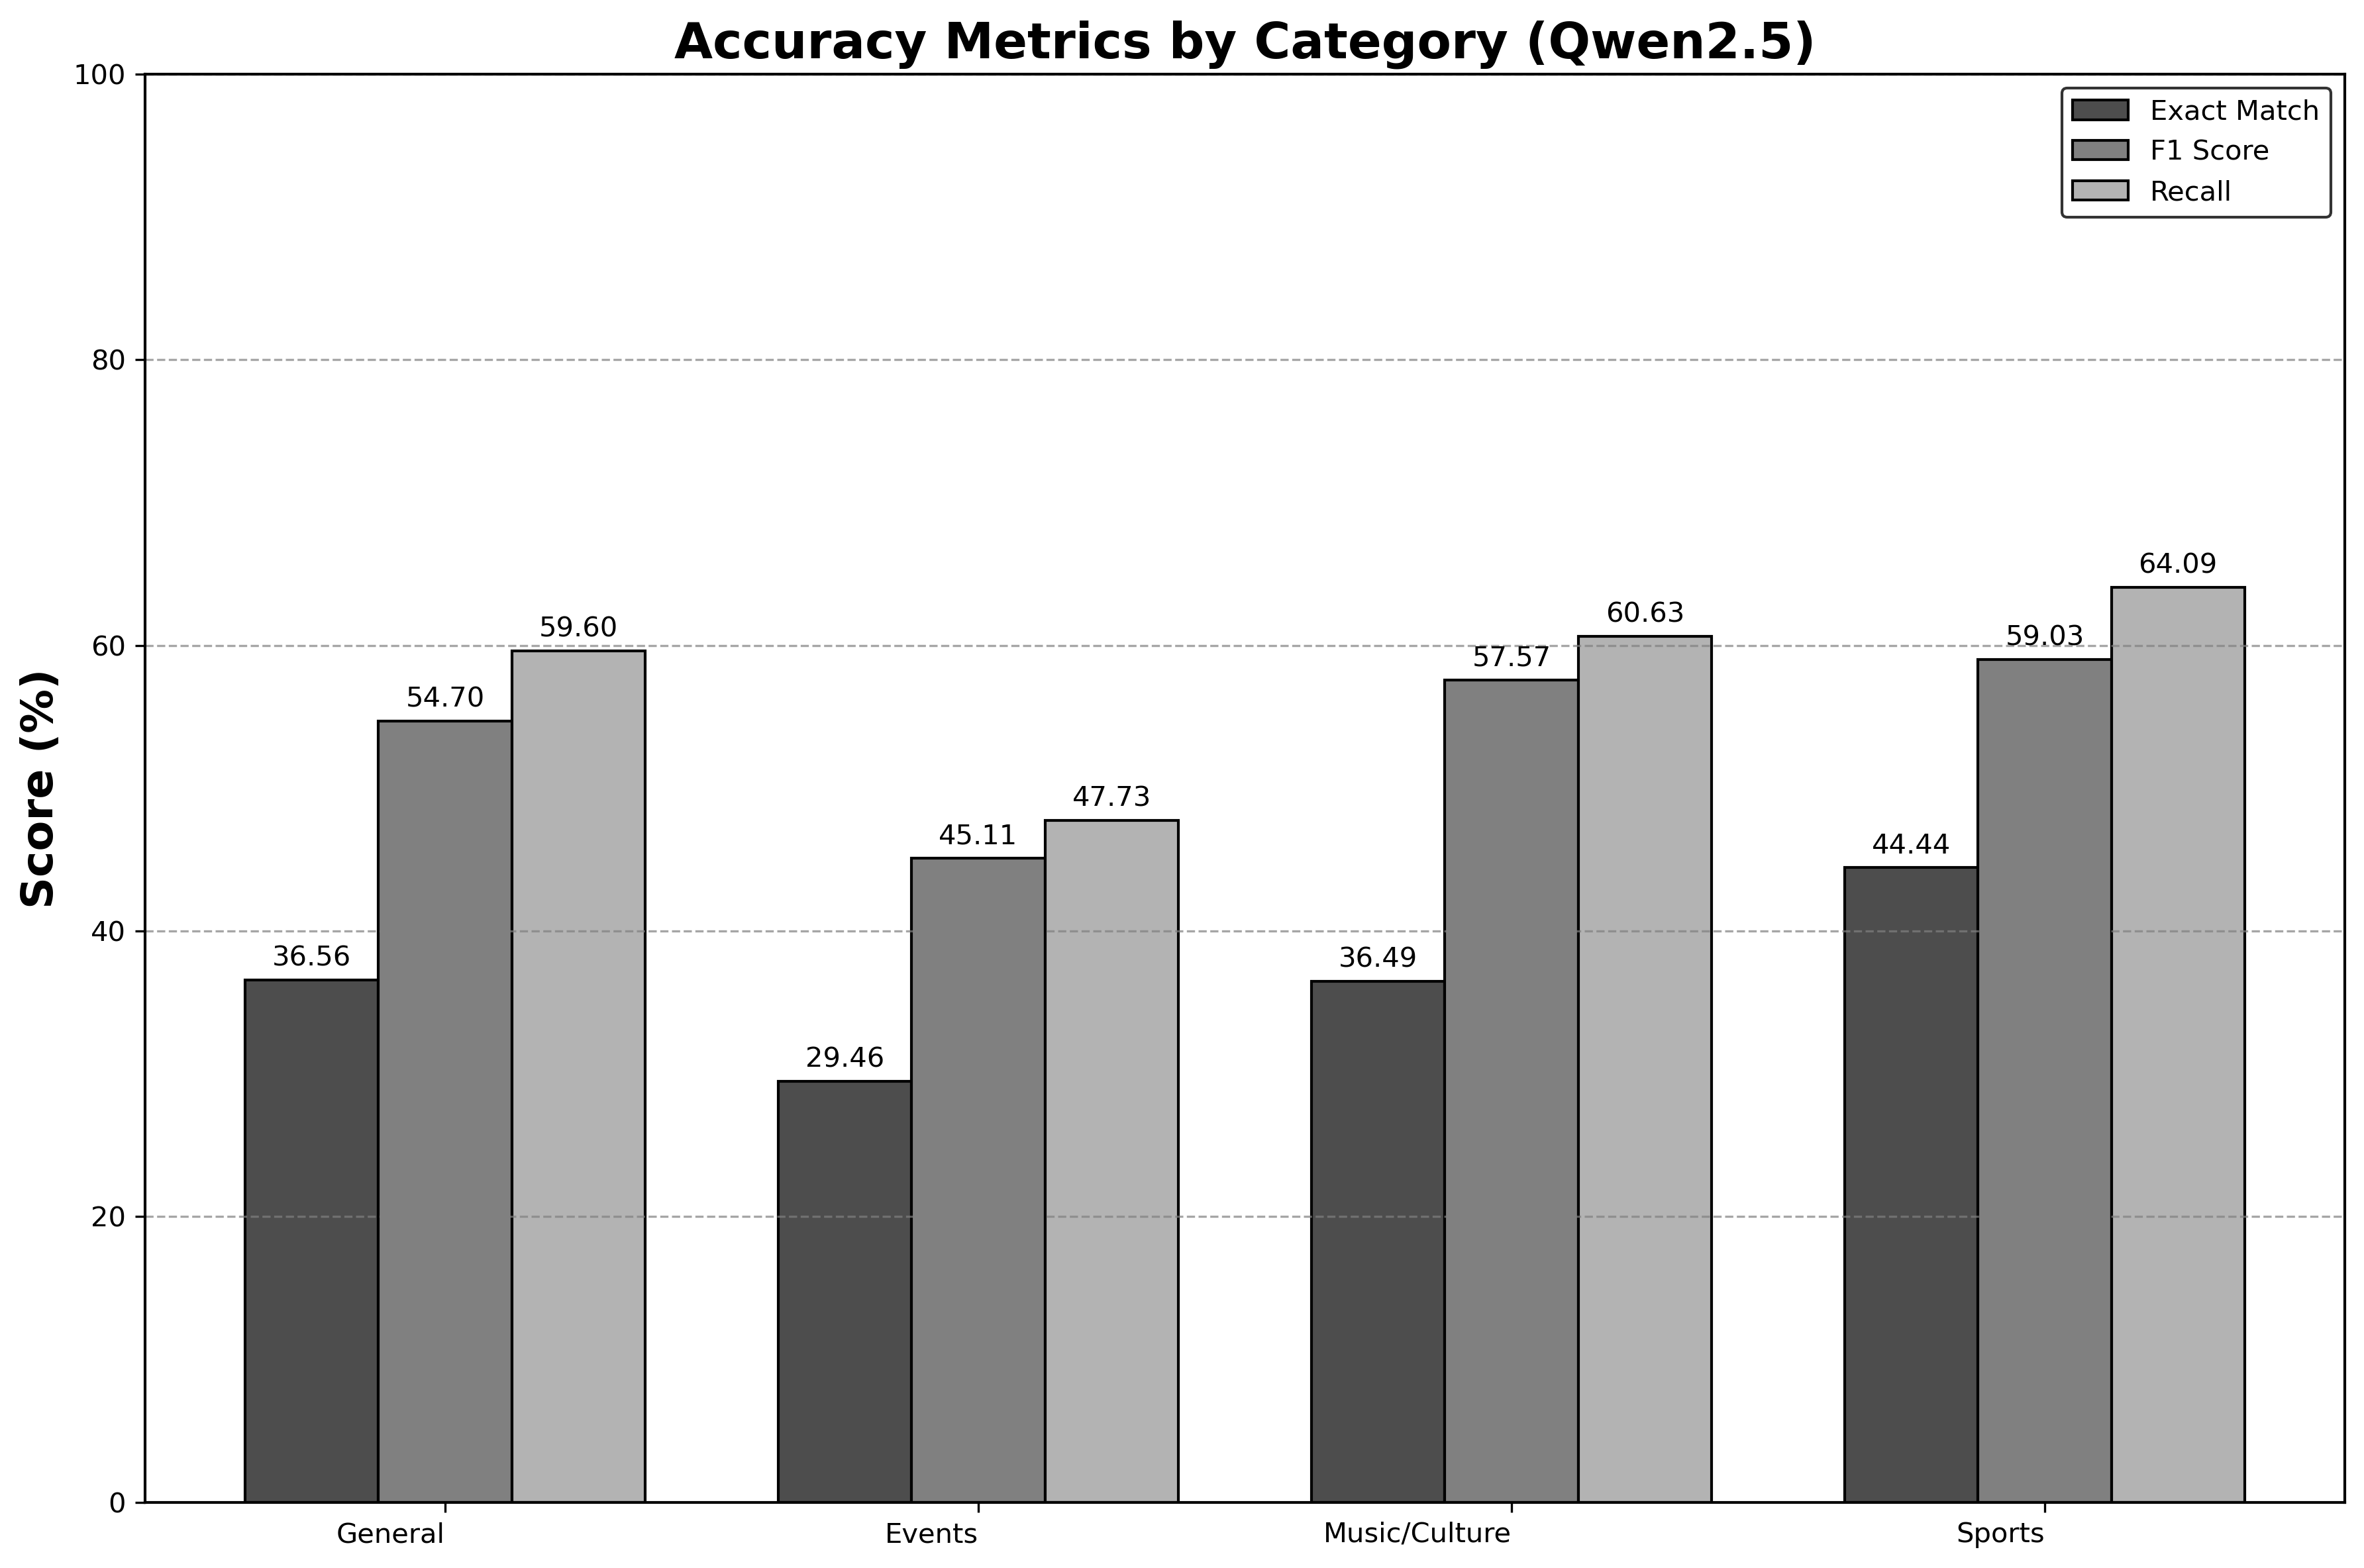 Accuracy Metrics by Category (Qwen2.5)
Exact Match
F1 Score
Recall
Score (%)
100
80
60
40
20
0
36.56
54.70
59.60
29.46
45.11
47.73
36.49
57.57
60.63
44.44
59.03
64.09
General
Events
Music/Culture
Sports